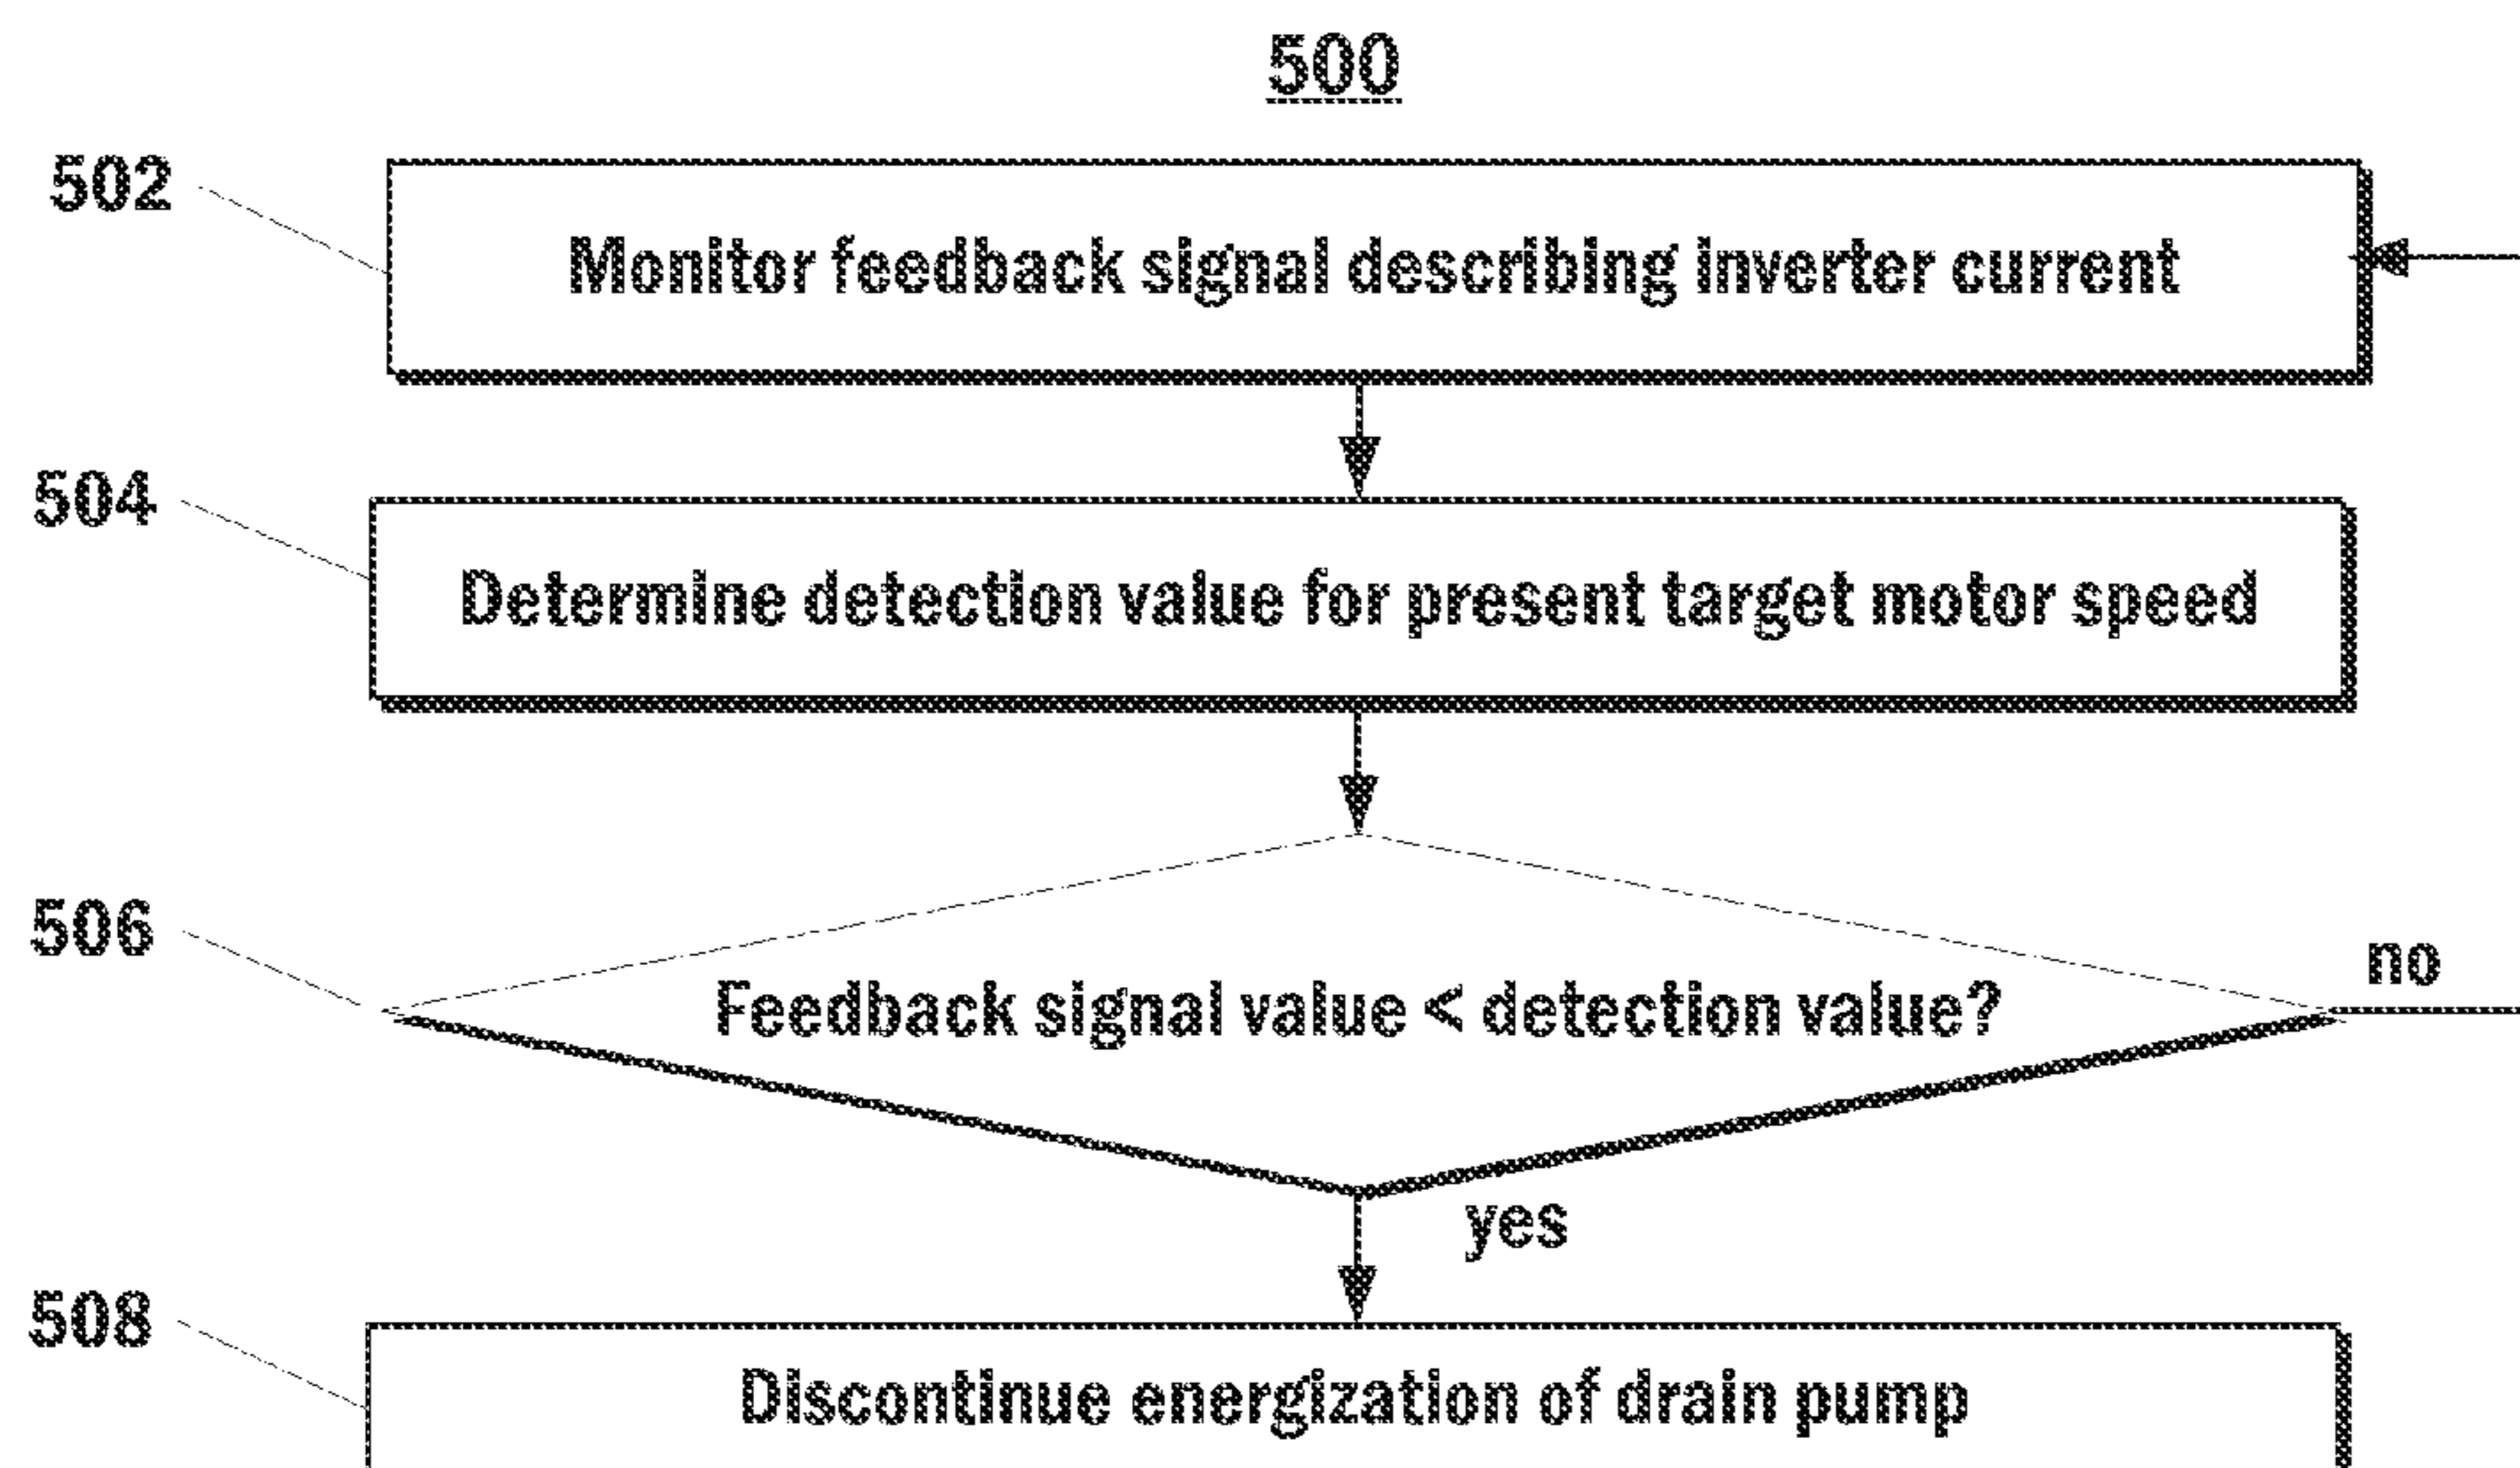 500
502
Monitor feedback signal describing inverter current
504
Determine detection value for present target motor speed
506
Feedback signal value < detection value?
no
yes
508
Discontinue energization of drain pump